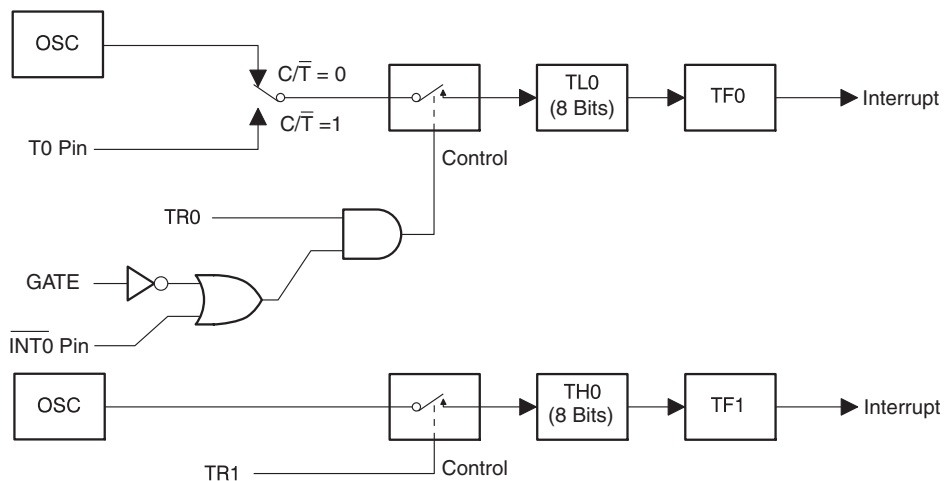 OSC
C/T̅ = 0
TL0
(8 Bits)
TF0
Interrupt
C/T̅ =1
T0 Pin
Control
TR0
GATE
I̅N̅T̅0̅ Pin
OSC
TH0
(8 Bits)
TF1
Interrupt
TR1
Control